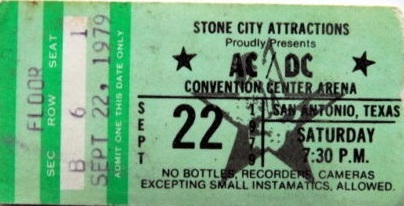 SEC ROW SEAT
FLOOR B 6 1
SEPT 22, 1979
ADMIT ONE THIS DATE ONLY
STONE CITY ATTRACTIONS
Proudly Presents
AC DC
CONVENTION CENTER ARENA
SAN ANTONIO, TEXAS
SEPT
22
1979
SATURDAY
7:30 P.M.
NO BOTTLES, RECORDERS, CAMERAS
EXCEPTING SMALL INSTAMATICS, ALLOWED.